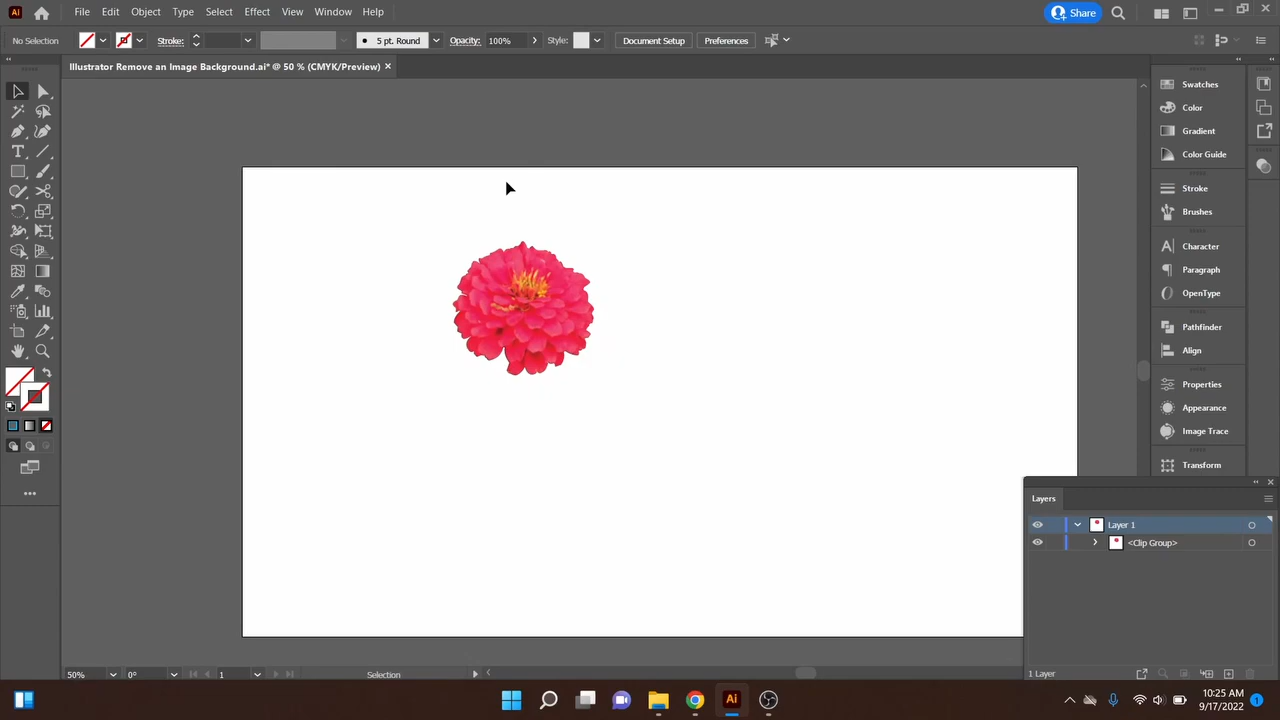 Ai File Edit Object Type Select Effect View Window Help Share
No Selection Stroke: 5 pt. Round Opacity: 100% Style: Document Setup Preferences
Illustrator Remove an Image Background.ai* @ 50 % (CMYK/Preview) ×
Swatches
Color
Gradient
Color Guide
Stroke
Brushes
Character
Paragraph
OpenType
Pathfinder
Align
Properties
Appearance
Image Trace
Transform
Layers
Layer 1
<Clip Group>
50% 0° 1 Selection 1 Layer
Ai 10:25 AM
9/17/2022 1